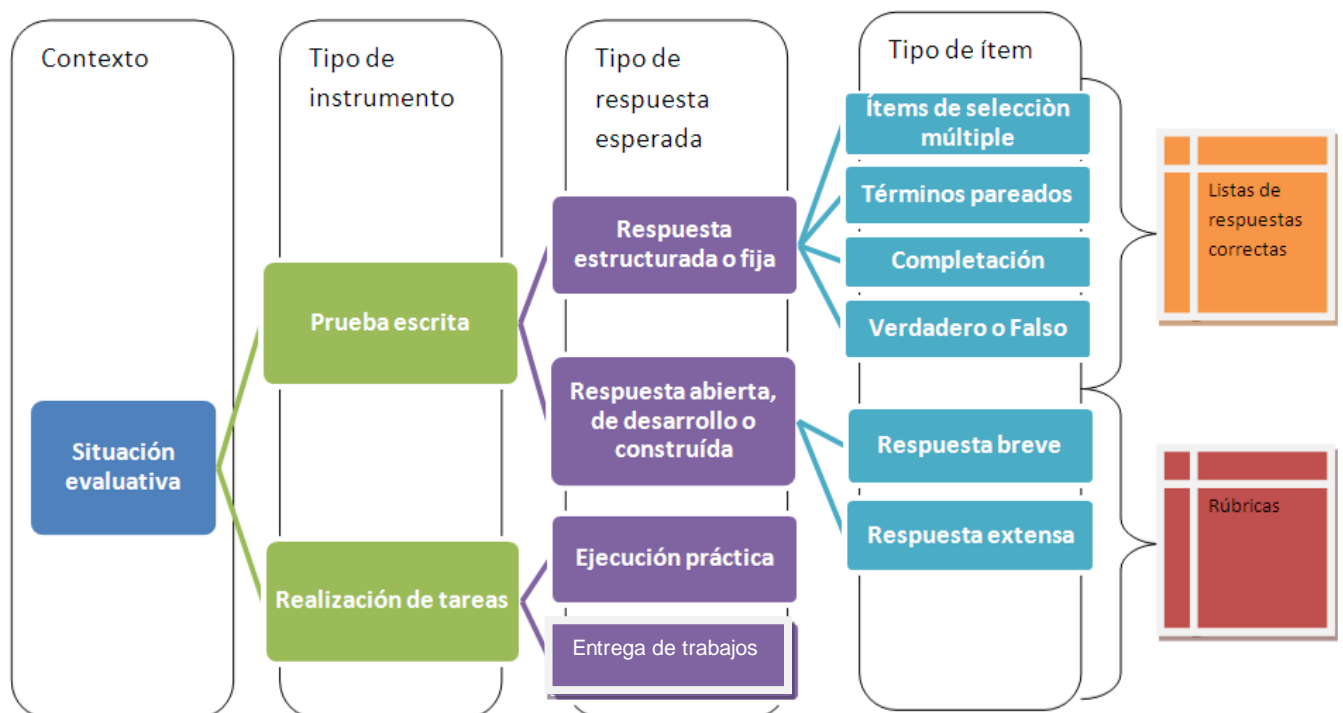 Contexto
Tipo de
instrumento
Tipo de
respuesta
esperada
Tipo de ítem
Situación
evaluativa
Prueba escrita
Realización de tareas
Respuesta
estructurada o fija
Respuesta abierta,
de desarrollo o
construída
Ejecución práctica
Entrega de trabajos
Ítems de selecciòn
múltiple
Términos pareados
Completación
Verdadero o Falso
Respuesta breve
Respuesta extensa
Listas de
respuestas
correctas
Rúbricas